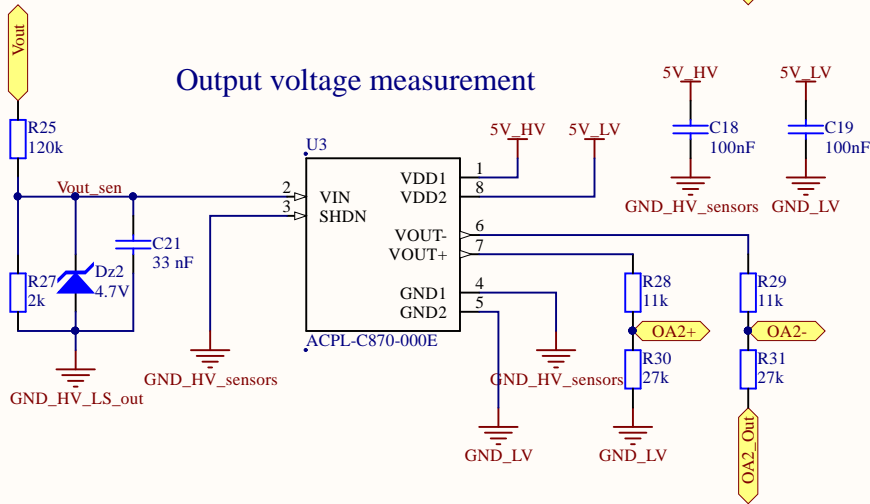 Vout
Output voltage measurement
R25
120k
Vout_sen
R27
2k
Dz2
4.7V
C21
33 nF
GND_HV_LS_out
GND_HV_sensors
U3
2
VIN
3
SHDN
VDD1
1
VDD2
8
VOUT-
6
VOUT+
7
GND1
4
GND2
5
ACPL-C870-000E
5V_HV
5V_LV
GND_HV_sensors
GND_LV
5V_HV
C18
100nF
GND_HV_sensors
5V_LV
C19
100nF
GND_LV
R28
11k
OA2+
R30
27k
GND_LV
R29
11k
OA2-
R31
27k
OA2_Out